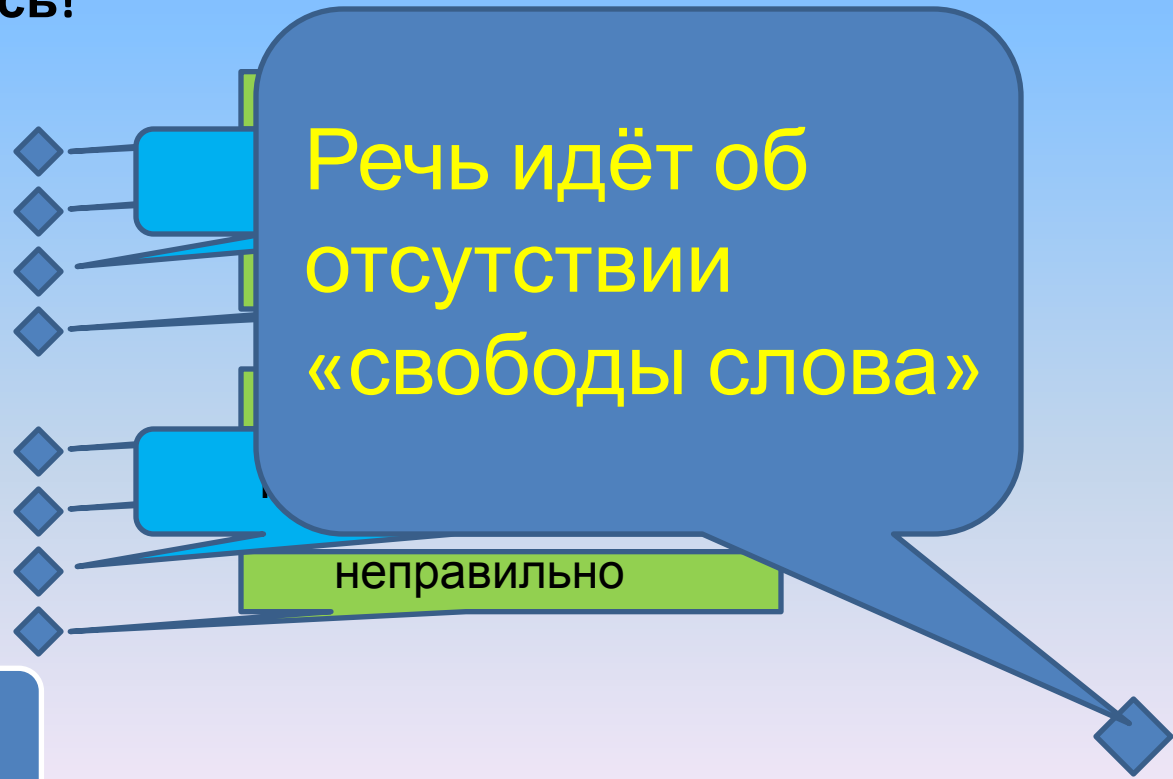 сь!
Речь идёт об
отсутствии
«свободы слова»
неправильно